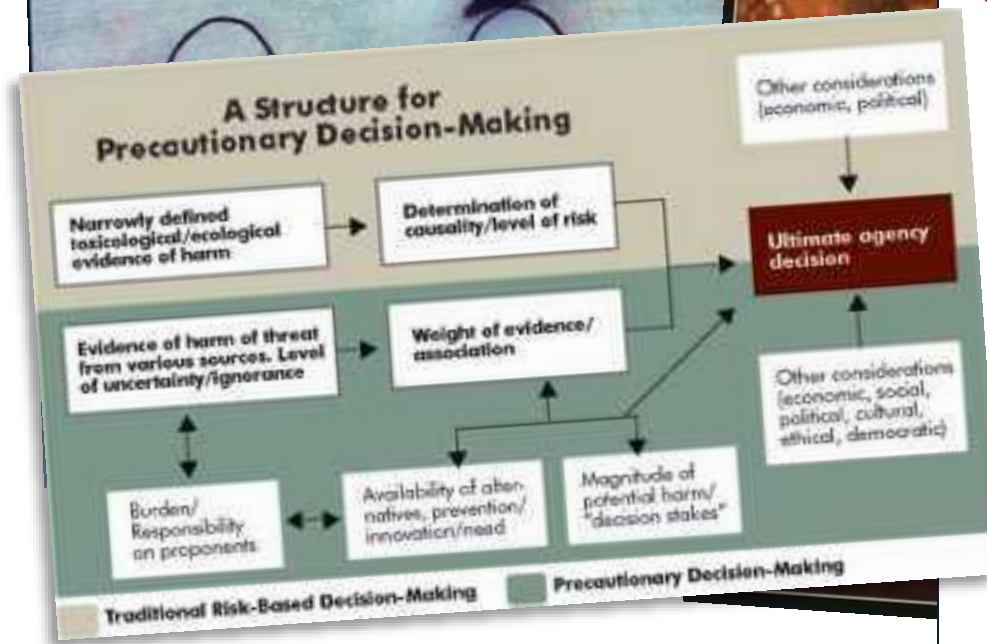 A Structure for
Precautionary Decision-Making
Other considerations
(economic, political)
Narrowly defined
toxicological/ecological
evidence of harm
Determination of
causality/level of risk
Ultimate agency
decision
Evidence of harm of threat
from various sources. Level
of uncertainty/ignorance
Weight of evidence/
association
Other considerations
(economic, social,
political, cultural,
ethical, democratic)
Burden/
Responsibility
on proponents
Availability of alter-
natives, prevention/
innovation/need
Magnitude of
potential harm/
"decision stakes"
Traditional Risk-Based Decision-Making
Precautionary Decision-Making